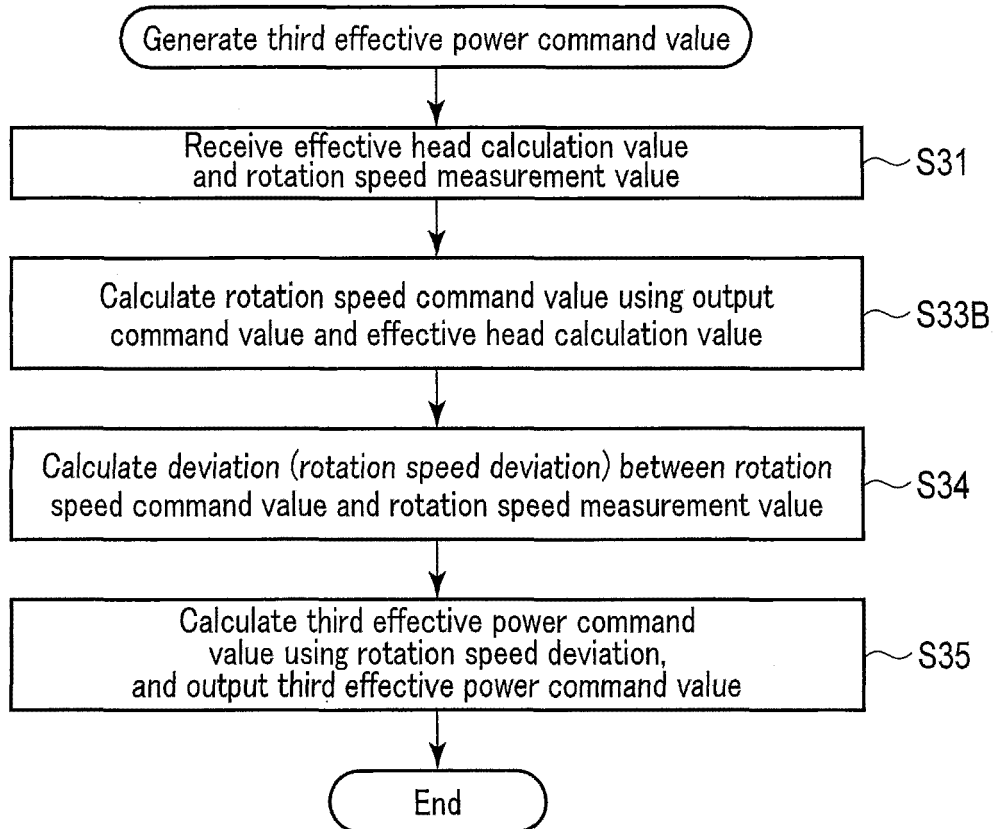 Generate third effective power command value
Receive effective head calculation value
and rotation speed measurement value
S31
Calculate rotation speed command value using output
command value and effective head calculation value
S33B
Calculate deviation (rotation speed deviation) between rotation
speed command value and rotation speed measurement value
S34
Calculate third effective power command
value using rotation speed deviation,
and output third effective power command value
S35
End